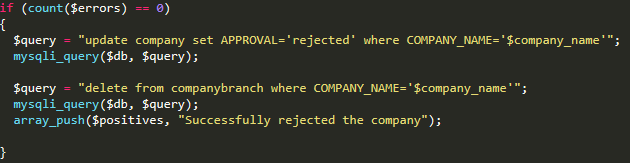 if (count($errors) == 0)
{
$query = "update company set APPROVAL='rejected' where COMPANY_NAME='$company_name'";
mysqli_query($db, $query);
$query = "delete from companybranch where COMPANY_NAME='$company_name'";
mysqli_query($db, $query);
array_push($positives, "Successfully rejected the company");
}